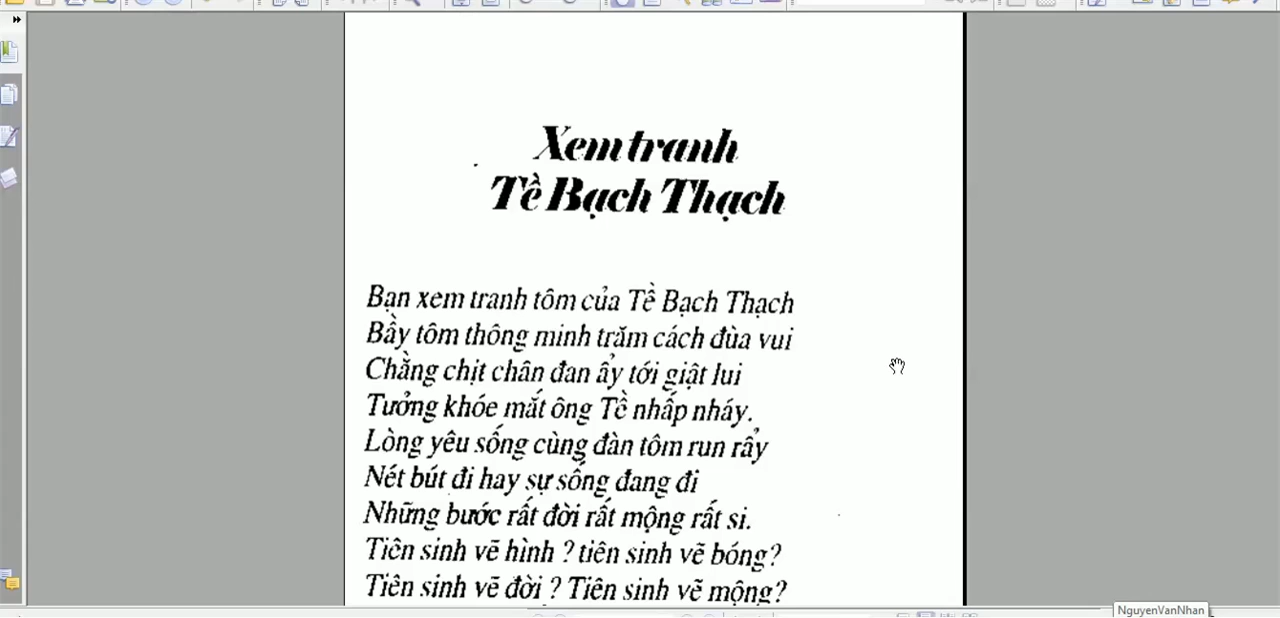 Xem tranh
Tề Bạch Thạch
Bạn xem tranh tôm của Tề Bạch Thạch
Bầy tôm thông minh trăm cách đùa vui
Chằng chịt chân đan ẩy tới giật lui
Tưởng khóe mắt ông Tề nhấp nháy.
Lòng yêu sống cùng đàn tôm run rẩy
Nét bút đi hay sự sống đang đi
Những bước rất đời rất mộng rất si.
Tiên sinh vẽ hình ? tiên sinh vẽ bóng?
Tiên sinh vẽ đời ? Tiên sinh vẽ mộng?
NguyenVanNhan